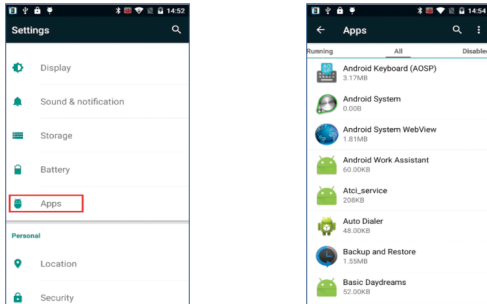 14:52
Settings
Display
Sound & notification
Storage
Battery
Apps
Personal
Location
Security
14:54
Apps
Running All Disabled
Android Keyboard (AOSP)
3.17MB
Android System
0.00B
Android System WebView
1.81MB
Android Work Assistant
60.00KB
Atci_service
208KB
Auto Dialer
48.00KB
Backup and Restore
1.55MB
Basic Daydreams
52.00KB